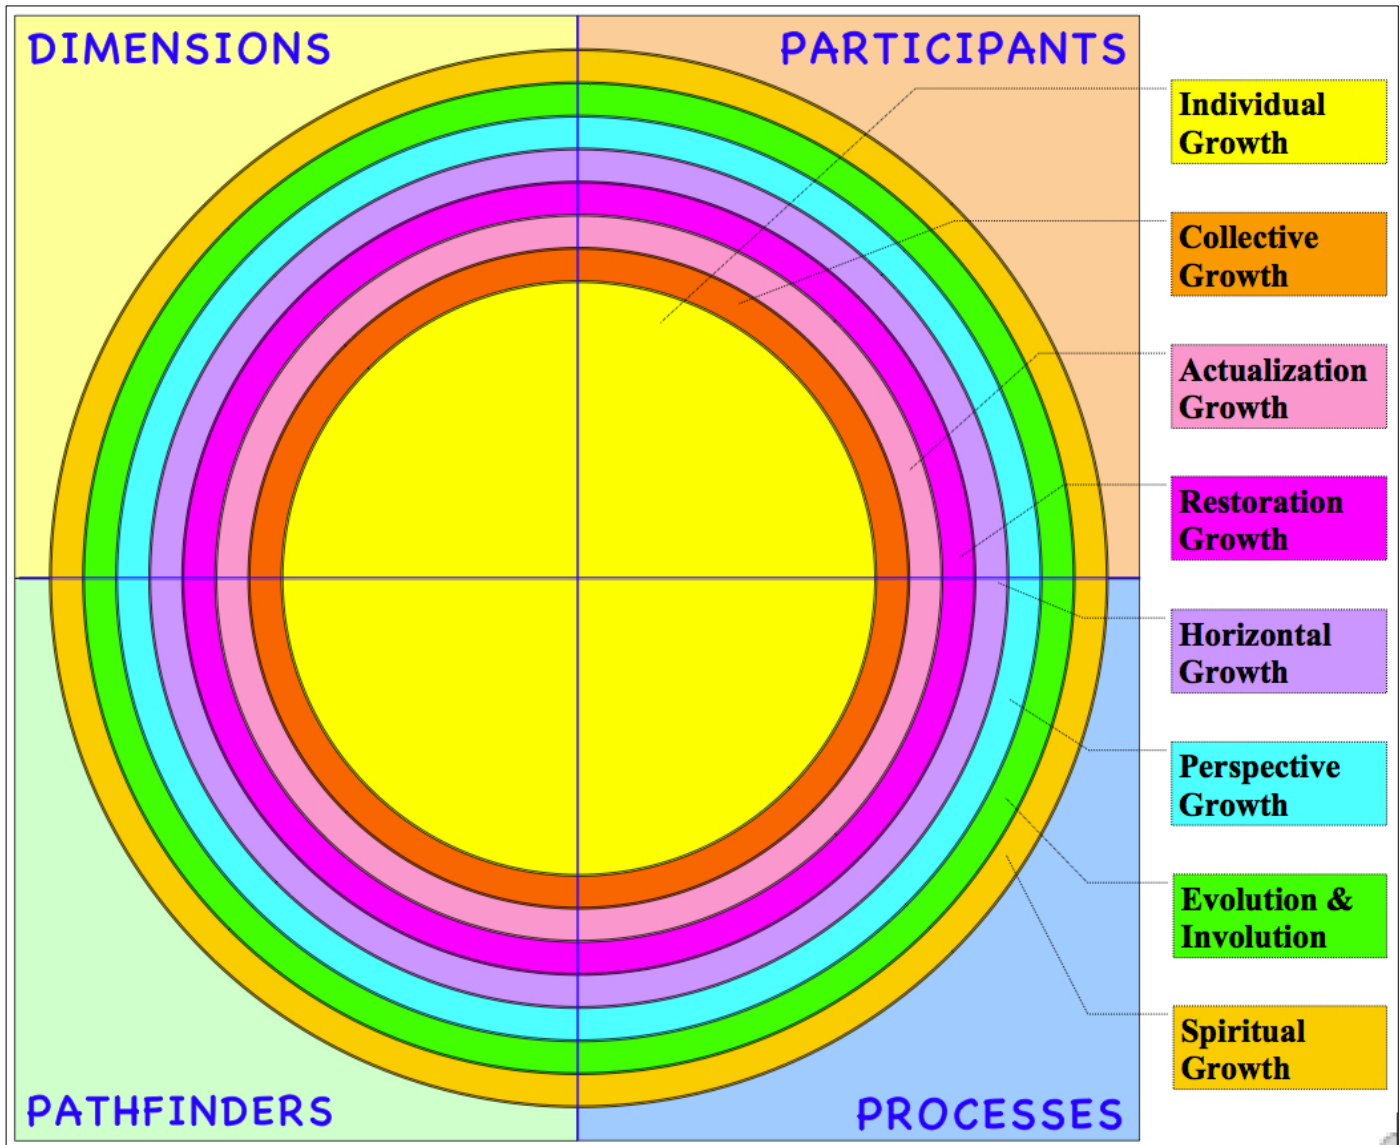 DIMENSIONS
PARTICIPANTS
Individual
Growth
Collective
Growth
Actualization
Growth
Restoration
Growth
Horizontal
Growth
Perspective
Growth
Evolution &
Involution
Spiritual
Growth
PATHFINDERS
PROCESSES